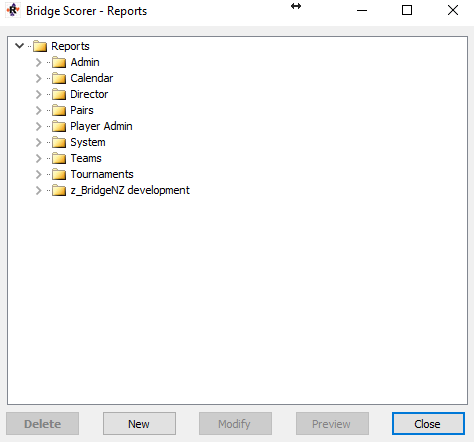 Bridge Scorer - Reports
Reports
Admin
Calendar
Director
Pairs
Player Admin
System
Teams
Tournaments
z_BridgeNZ development
Delete New Modify Preview Close